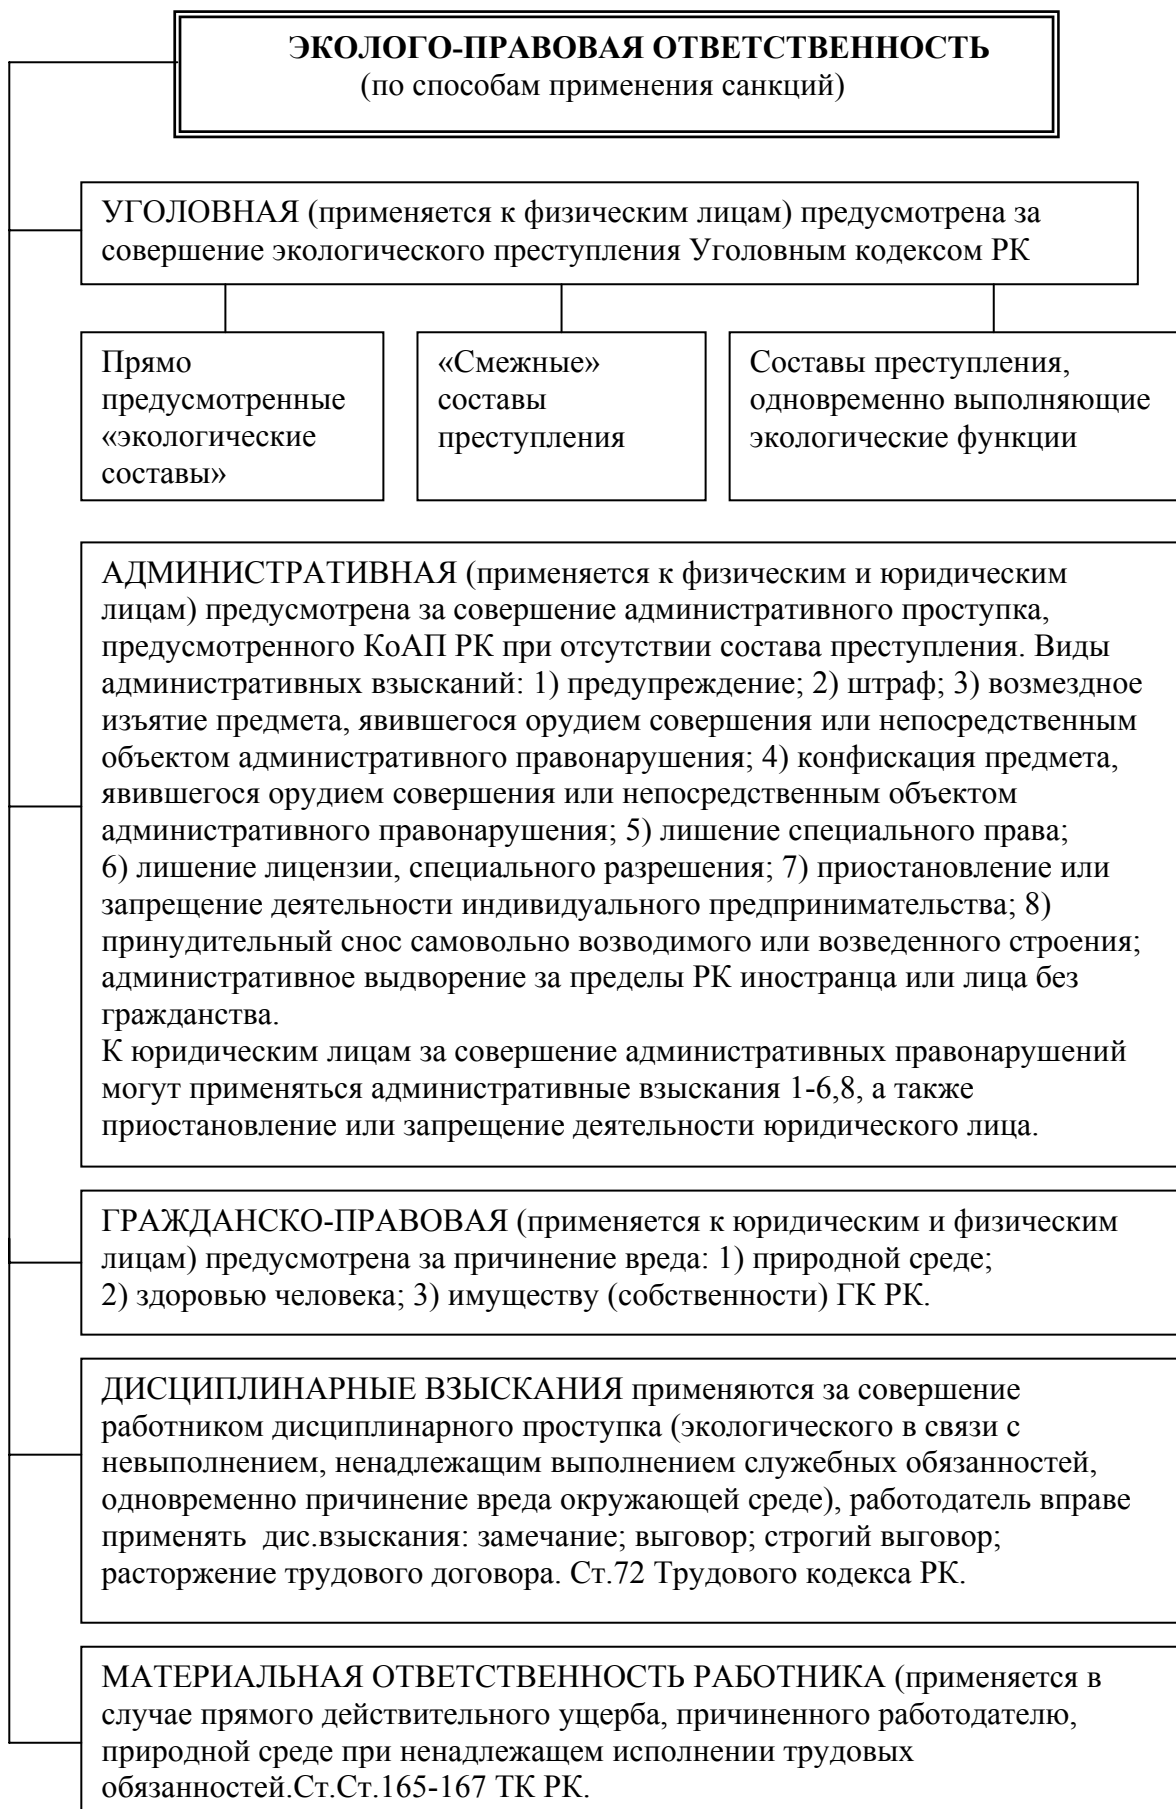 ЭКОЛОГО-ПРАВОВАЯ ОТВЕТСТВЕННОСТЬ
(по способам применения санкций)
УГОЛОВНАЯ (применяется к физическим лицам) предусмотрена за
совершение экологического преступления Уголовным кодексом РК
Прямо
предусмотренные
«экологические
составы»
«Смежные»
составы
преступления
Составы преступления,
одновременно выполняющие
экологические функции
АДМИНИСТРАТИВНАЯ (применяется к физическим и юридическим
лицам) предусмотрена за совершение административного проступка,
предусмотренного КоАП РК при отсутствии состава преступления. Виды
административных взысканий: 1) предупреждение; 2) штраф; 3) возмездное
изъятие предмета, явившегося орудием совершения или непосредственным
объектом административного правонарушения; 4) конфискация предмета,
явившегося орудием совершения или непосредственным объектом
административного правонарушения; 5) лишение специального права;
6) лишение лицензии, специального разрешения; 7) приостановление или
запрещение деятельности индивидуального предпринимательства; 8)
принудительный снос самовольно возводимого или возведенного строения;
административное выдворение за пределы РК иностранца или лица без
гражданства.
К юридическим лицам за совершение административных правонарушений
могут применяться административные взыскания 1-6,8, а также
приостановление или запрещение деятельности юридического лица.
ГРАЖДАНСКО-ПРАВОВАЯ (применяется к юридическим и физическим
лицам) предусмотрена за причинение вреда: 1) природной среде;
2) здоровью человека; 3) имуществу (собственности) ГК РК.
ДИСЦИПЛИНАРНЫЕ ВЗЫСКАНИЯ применяются за совершение
работником дисциплинарного проступка (экологического в связи с
невыполнением, ненадлежащим выполнением служебных обязанностей,
одновременно причинение вреда окружающей среде), работодатель вправе
применять  дис.взыскания: замечание; выговор; строгий выговор;
расторжение трудового договора. Ст.72 Трудового кодекса РК.
МАТЕРИАЛЬНАЯ ОТВЕТСТВЕННОСТЬ РАБОТНИКА (применяется в
случае прямого действительного ущерба, причиненного работодателю,
природной среде при ненадлежащем исполнении трудовых
обязанностей.Ст.Ст.165-167 ТК РК.